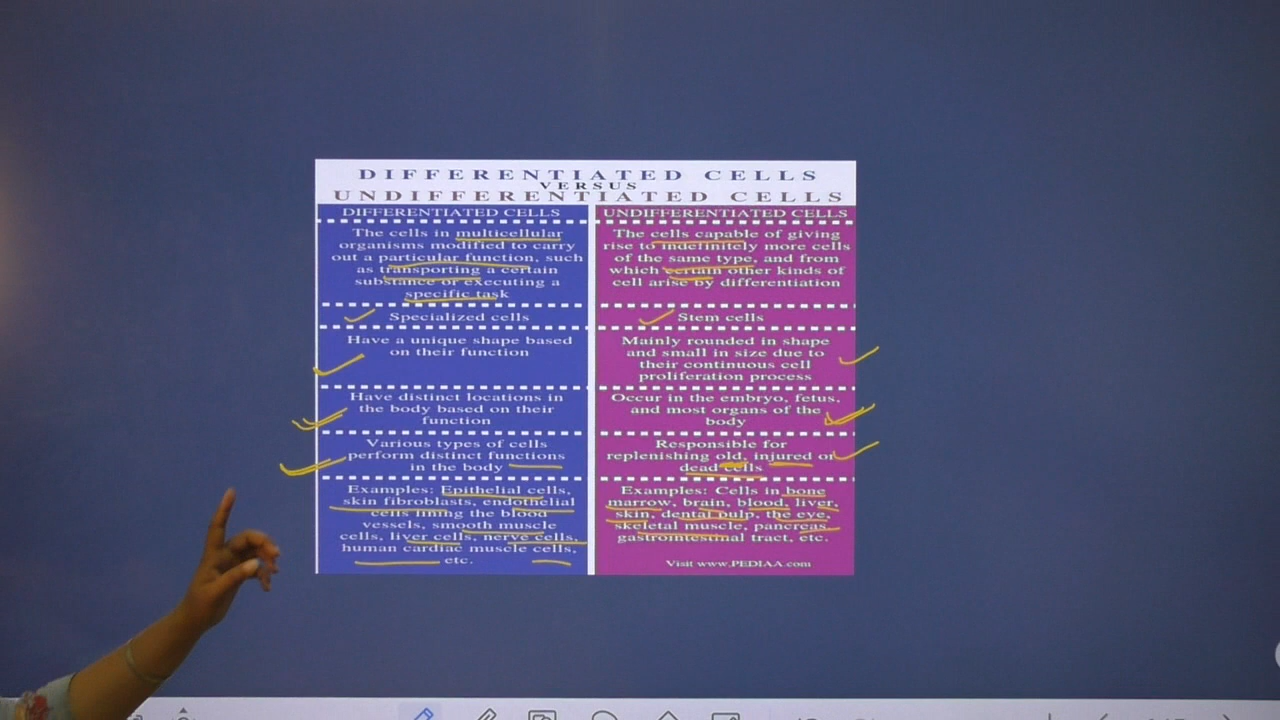 DIFFERENTIATED CELLS
VERSUS
UNDIFFERENTIATED CELLS
DIFFERENTIATED CELLS
The cells in multicellular
organisms modified to carry
out a particular function, such
as transporting a certain
substance or executing a
specific task
Specialized cells
Have a unique shape based
on their function
Have distinct locations in
the body based on their
function
Various types of cells
perform distinct functions
in the body
Examples: Epithelial cells,
skin fibroblasts, endothelial
cells lining the blood
vessels, smooth muscle
cells, liver cells, nerve cells,
human cardiac muscle cells,
etc.
UNDIFFERENTIATED CELLS
The cells capable of giving
rise to indefinitely more cells
of the same type, and from
which certain other kinds of
cell arise by differentiation
Stem cells
Mainly rounded in shape
and small in size due to
their continuous cell
proliferation process
Occur in the embryo, fetus,
and most organs of the
body
Responsible for
replenishing old, injured or
dead cells
Examples: Cells in bone
marrow, brain, blood, liver,
skin, dental pulp, the eye,
skeletal muscle, pancreas,
gastrointestinal tract, etc.
Visit www.PEDIAA.com